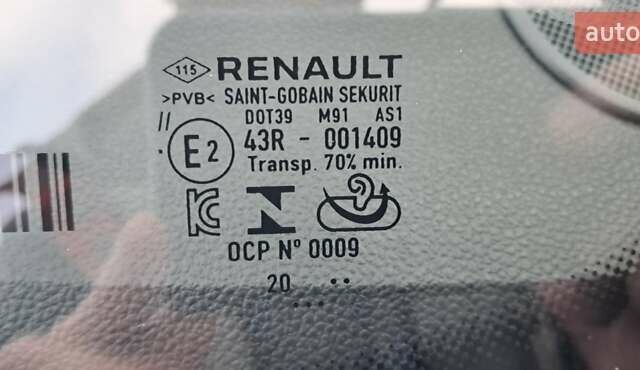 auto
115 RENAULT
>PVB< SAINT-GOBAIN SEKURIT
DOT39 M91 AS1
E2 43R - 001409
Transp. 70% min.
KC
OCP N° 0009
20 ..
...